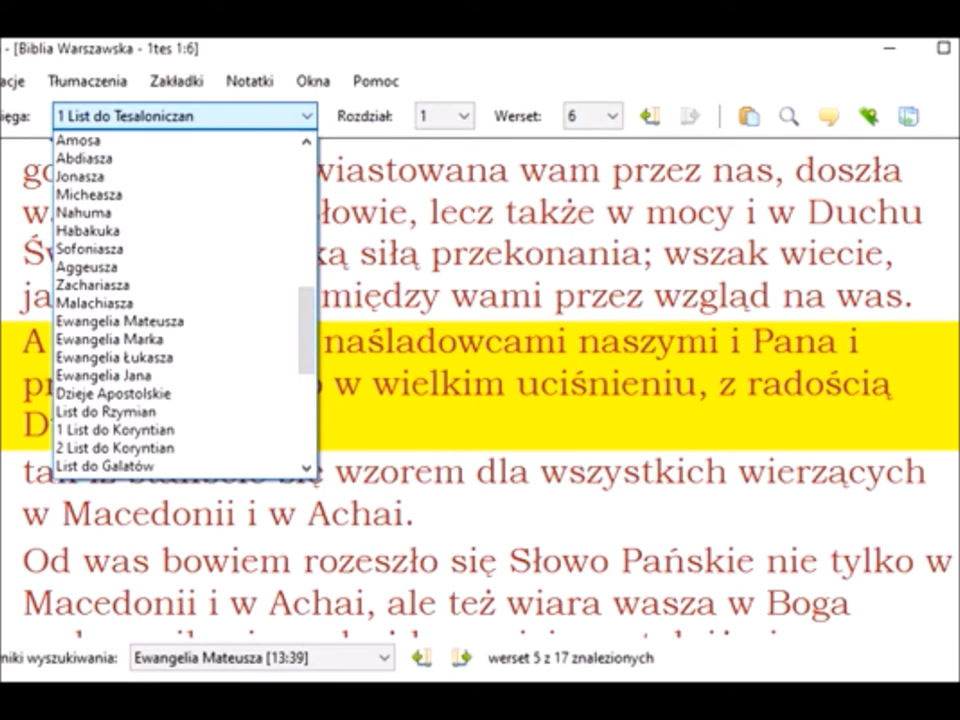 - [Biblia Warszawska - 1tes 1:6]
acje Tłumaczenia Zakładki Notatki Okna Pomoc
ięga: 1 List do Tesaloniczan Rozdział: 1 Werset: 6
Amosa
Abdiasza
Jonasza
Micheasza
Nahuma
Habakuka
Sofoniasza
Aggeusza
Zachariasza
Malachiasza
Ewangelia Mateusza
Ewangelia Marka
Ewangelia Łukasza
Ewangelia Jana
Dzieje Apostolskie
List do Rzymian
1 List do Koryntian
2 List do Koryntian
List do Galatów
go wiastowana wam przez nas, doszła
w łowie, lecz także w mocy i w Duchu
Św ką siłą przekonania; wszak wiecie,
ja między wami przez wzgląd na was.
A naśladowcami naszymi i Pana i
pr o w wielkim uciśnieniu, z radością
D
wzorem dla wszystkich wierzących
w Macedonii i w Achai.
Od was bowiem rozeszło się Słowo Pańskie nie tylko w
Macedonii i w Achai, ale też wiara wasza w Boga
niki wyszukiwania: Ewangelia Mateusza [13:39] werset 5 z 17 znalezionych